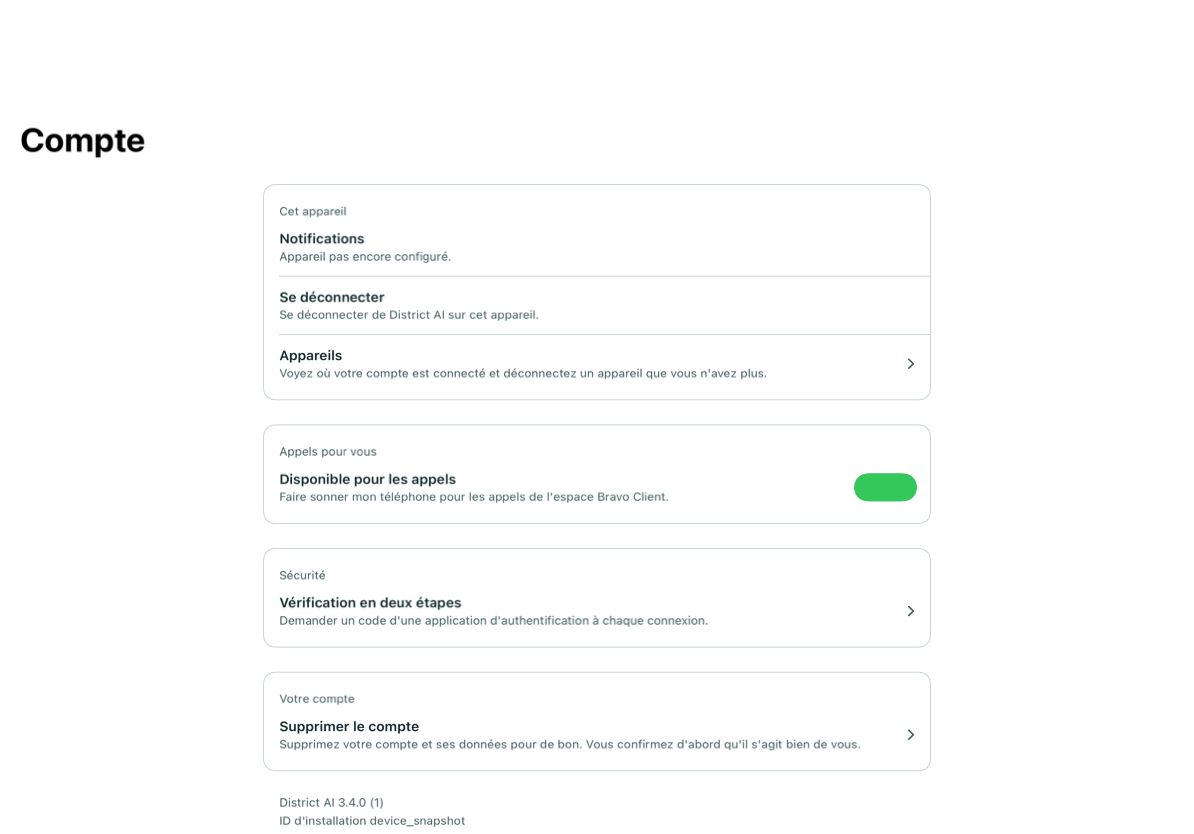 Compte
Cet appareil
Notifications
Appareil pas encore configuré.
Se déconnecter
Se déconnecter de District AI sur cet appareil.
Appareils
Voyez où votre compte est connecté et déconnectez un appareil que vous n'avez plus.
Appels pour vous
Disponible pour les appels
Faire sonner mon téléphone pour les appels de l'espace Bravo Client.
Sécurité
Vérification en deux étapes
Demander un code d'une application d'authentification à chaque connexion.
Votre compte
Supprimer le compte
Supprimez votre compte et ses données pour de bon. Vous confirmez d'abord qu'il s'agit bien de vous.
District AI 3.4.0 (1)
ID d'installation device_snapshot